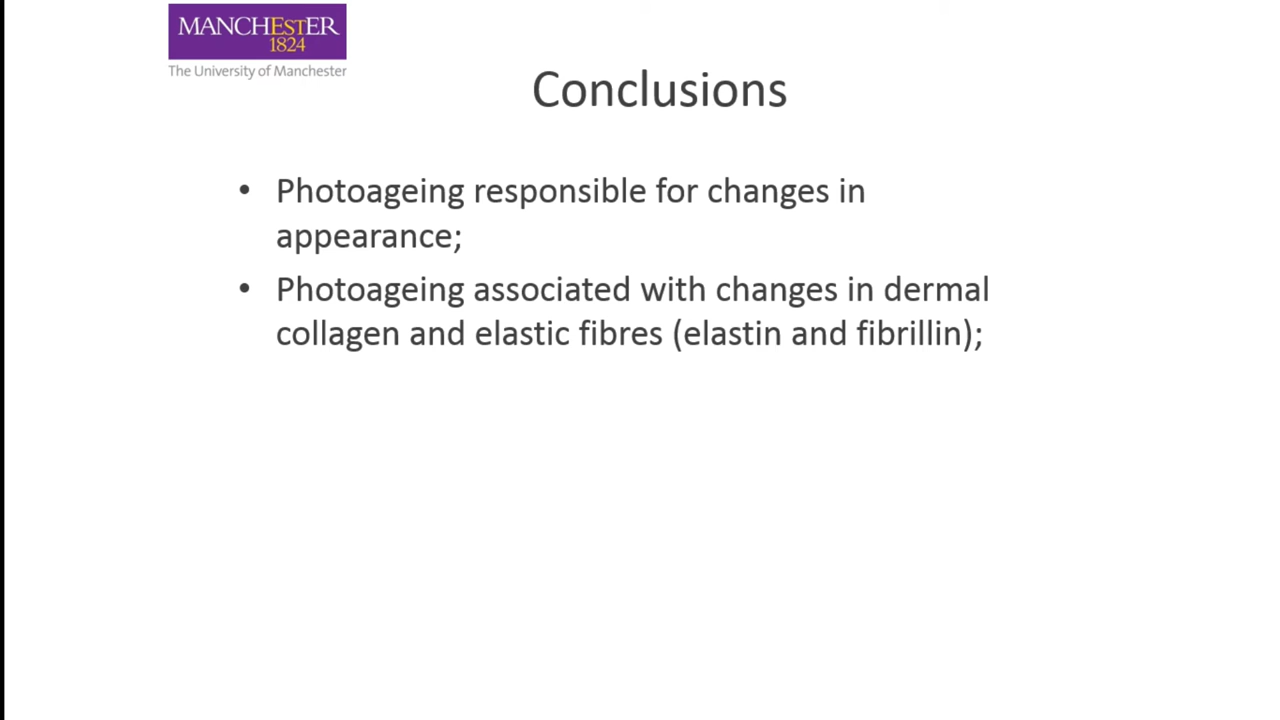 MANCHESTER
1824
The University of Manchester
Conclusions
• Photoageing responsible for changes in
appearance;
• Photoageing associated with changes in dermal
collagen and elastic fibres (elastin and fibrillin);